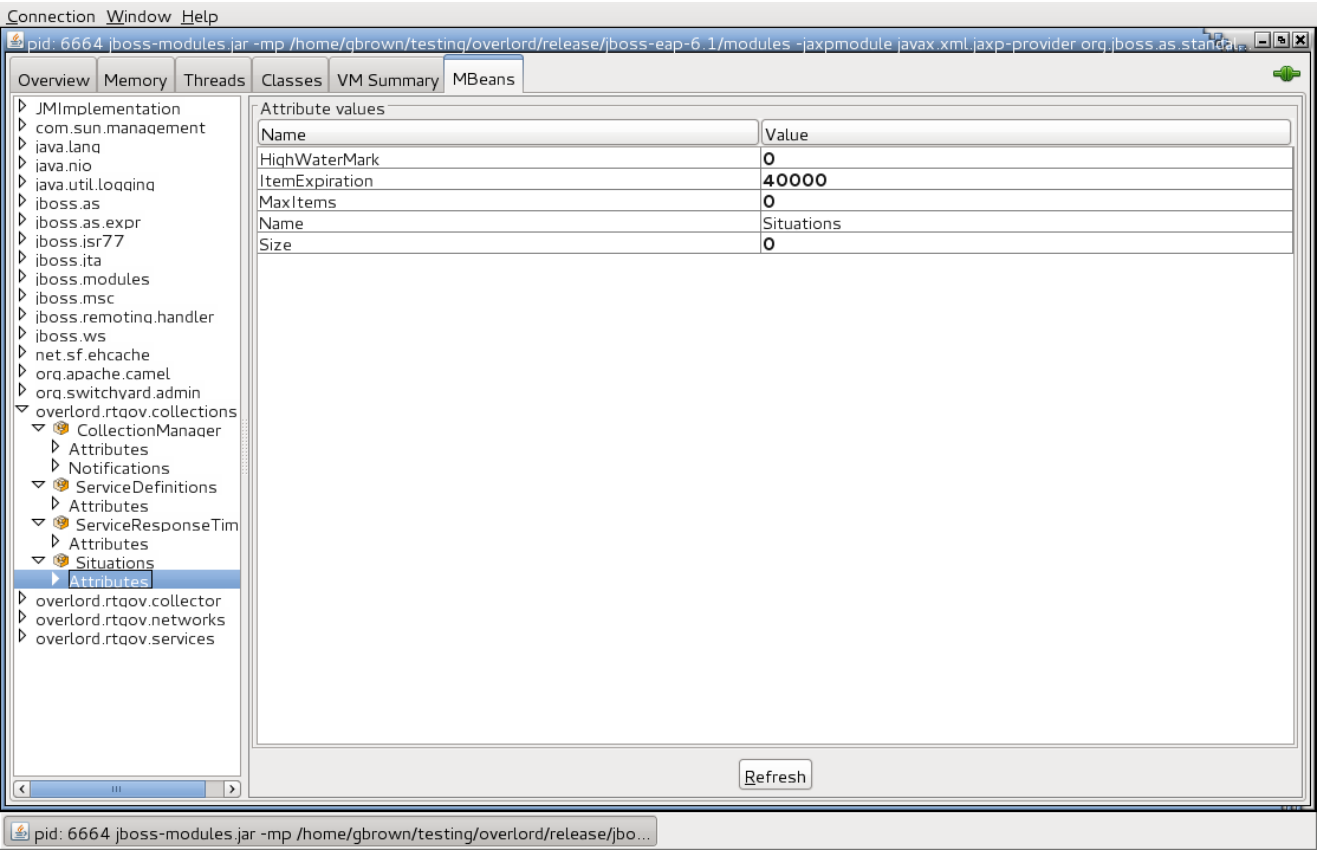 Connection Window Help
pid: 6664 jboss-modules.jar -mp /home/gbrown/testing/overlord/release/jboss-eap-6.1/modules -jaxpmodule javax.xml.jaxp-provider org.jboss.as.standal...
Overview Memory Threads Classes VM Summary MBeans
JMImplementation
com.sun.management
java.lang
java.nio
java.util.logging
jboss.as
jboss.as.expr
jboss.jsr77
jboss.jta
jboss.modules
jboss.msc
jboss.remoting.handler
jboss.ws
net.sf.ehcache
org.apache.camel
org.switchyard.admin
overlord.rtgov.collections
CollectionManager
Attributes
Notifications
ServiceDefinitions
Attributes
ServiceResponseTim
Attributes
Situations
Attributes
overlord.rtgov.collector
overlord.rtgov.networks
overlord.rtgov.services
Attribute values
Name Value
HighWaterMark 0
ItemExpiration 40000
MaxItems 0
Name Situations
Size 0
Refresh
pid: 6664 jboss-modules.jar -mp /home/gbrown/testing/overlord/release/jbo...